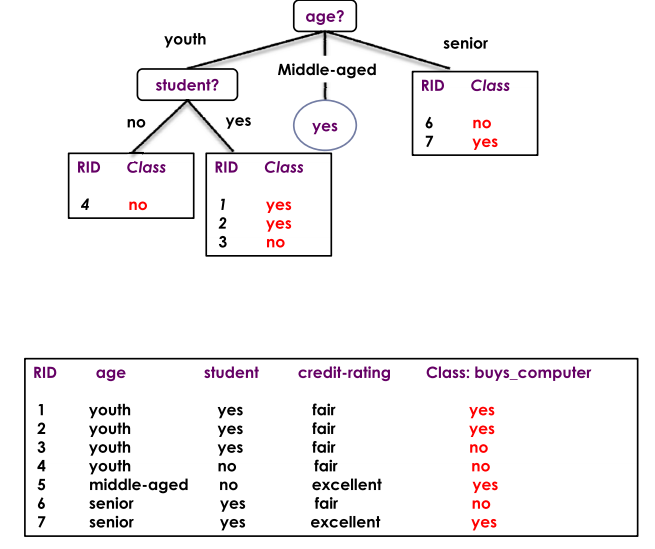 age?
youth
senior
Middle-aged
student?
RID Class
6 no
7 yes
no
yes
yes
RID Class
4 no
RID Class
1 yes
2 yes
3 no
RID age student credit-rating Class: buys_computer
1 youth yes fair yes
2 youth yes fair yes
3 youth yes fair no
4 youth no fair no
5 middle-aged no excellent yes
6 senior yes fair no
7 senior yes excellent yes